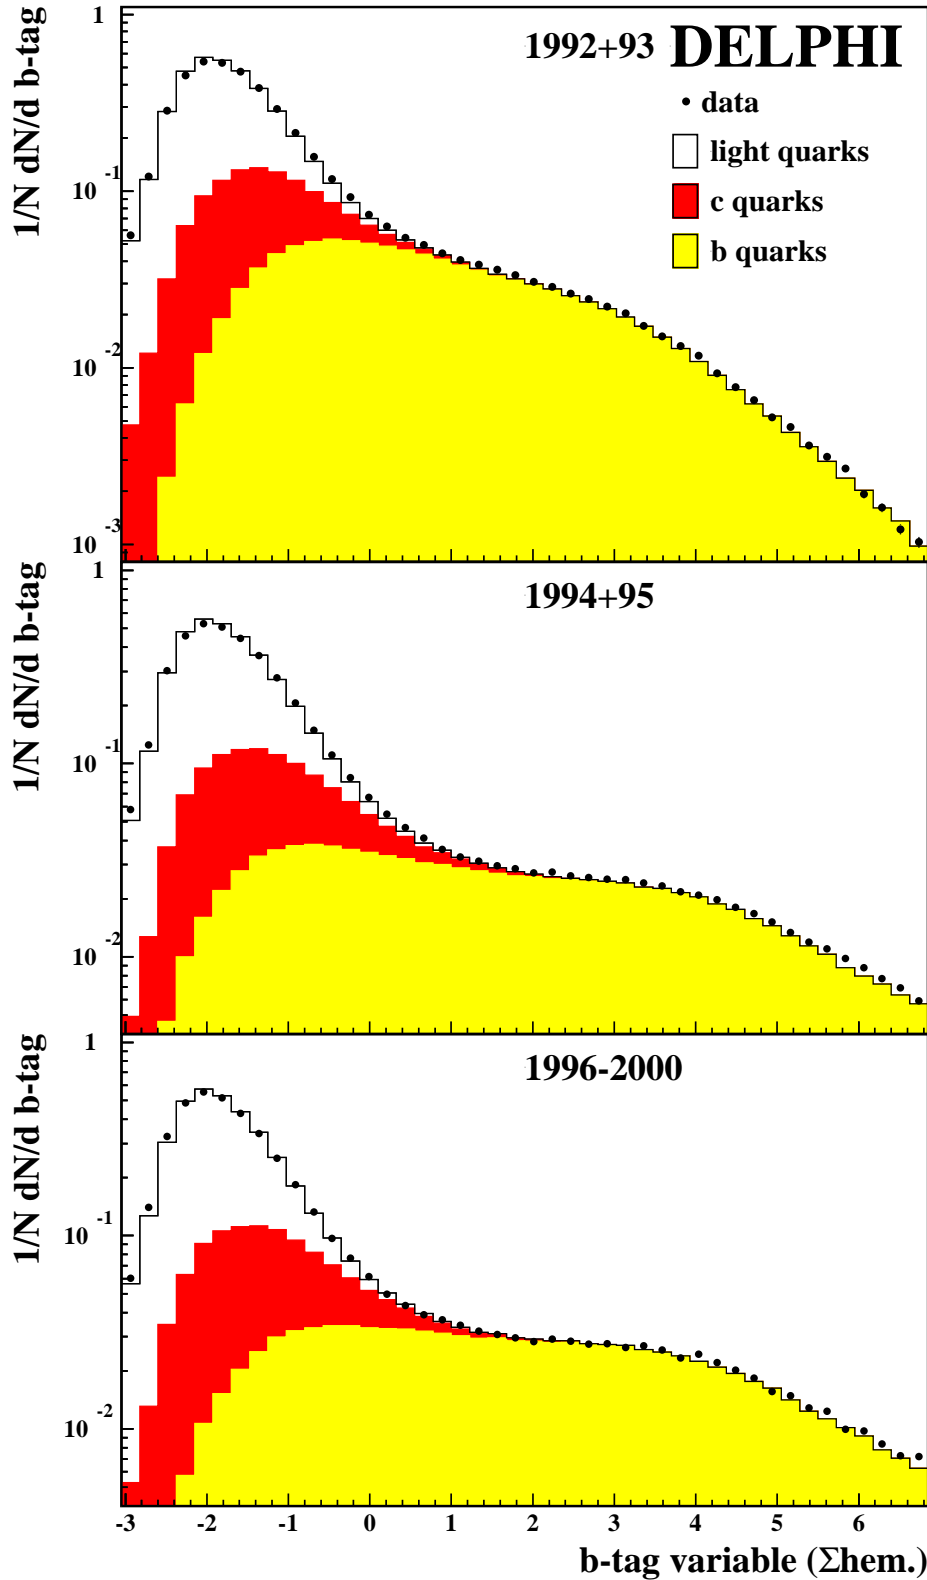 1992+93 DELPHI
data
light quarks
c quarks
b quarks
1/N dN/d b-tag
1
10 -1
10 -2
10 -3
1994+95
1/N dN/d b-tag
1
10 -1
10 -2
1996-2000
1/N dN/d b-tag
1
10 -1
10 -2
-3 -2 -1 0 1 2 3 4 5 6
b-tag variable (Σhem.)